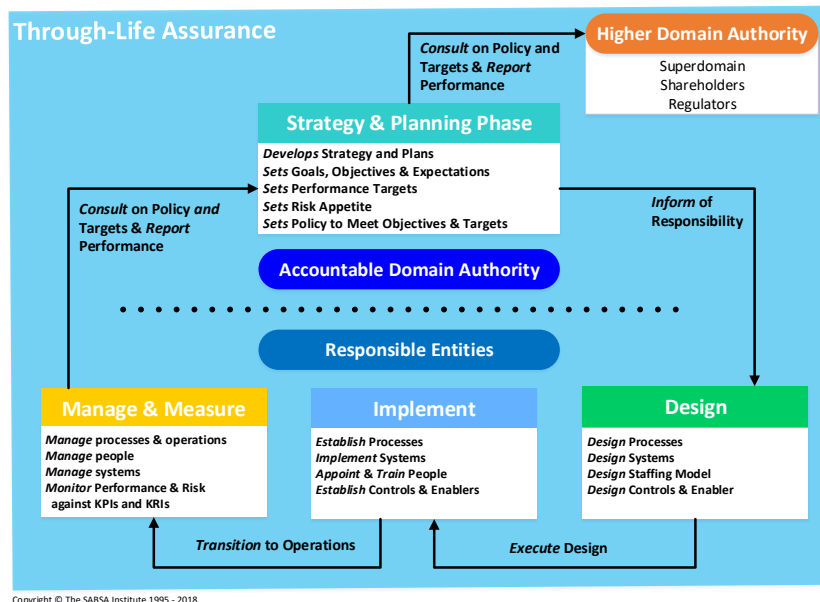 Through-Life Assurance
Consult on Policy and
Targets & Report
Performance
Higher Domain Authority
Superdomain
Shareholders
Regulators
Strategy & Planning Phase
Develops Strategy and Plans
Sets Goals, Objectives & Expectations
Sets Performance Targets
Sets Risk Appetite
Sets Policy to Meet Objectives & Targets
Consult on Policy and
Targets & Report
Performance
Inform of
Responsibility
Accountable Domain Authority
Responsible Entities
Manage & Measure
Manage processes & operations
Manage people
Manage systems
Monitor Performance & Risk
against KPIs and KRIs
Implement
Establish Processes
Implement Systems
Appoint & Train People
Establish Controls & Enablers
Design
Design Processes
Design Systems
Design Staffing Model
Design Controls & Enabler
Transition to Operations
Execute Design
Copyright © The SABSA Institute 1995 - 2018